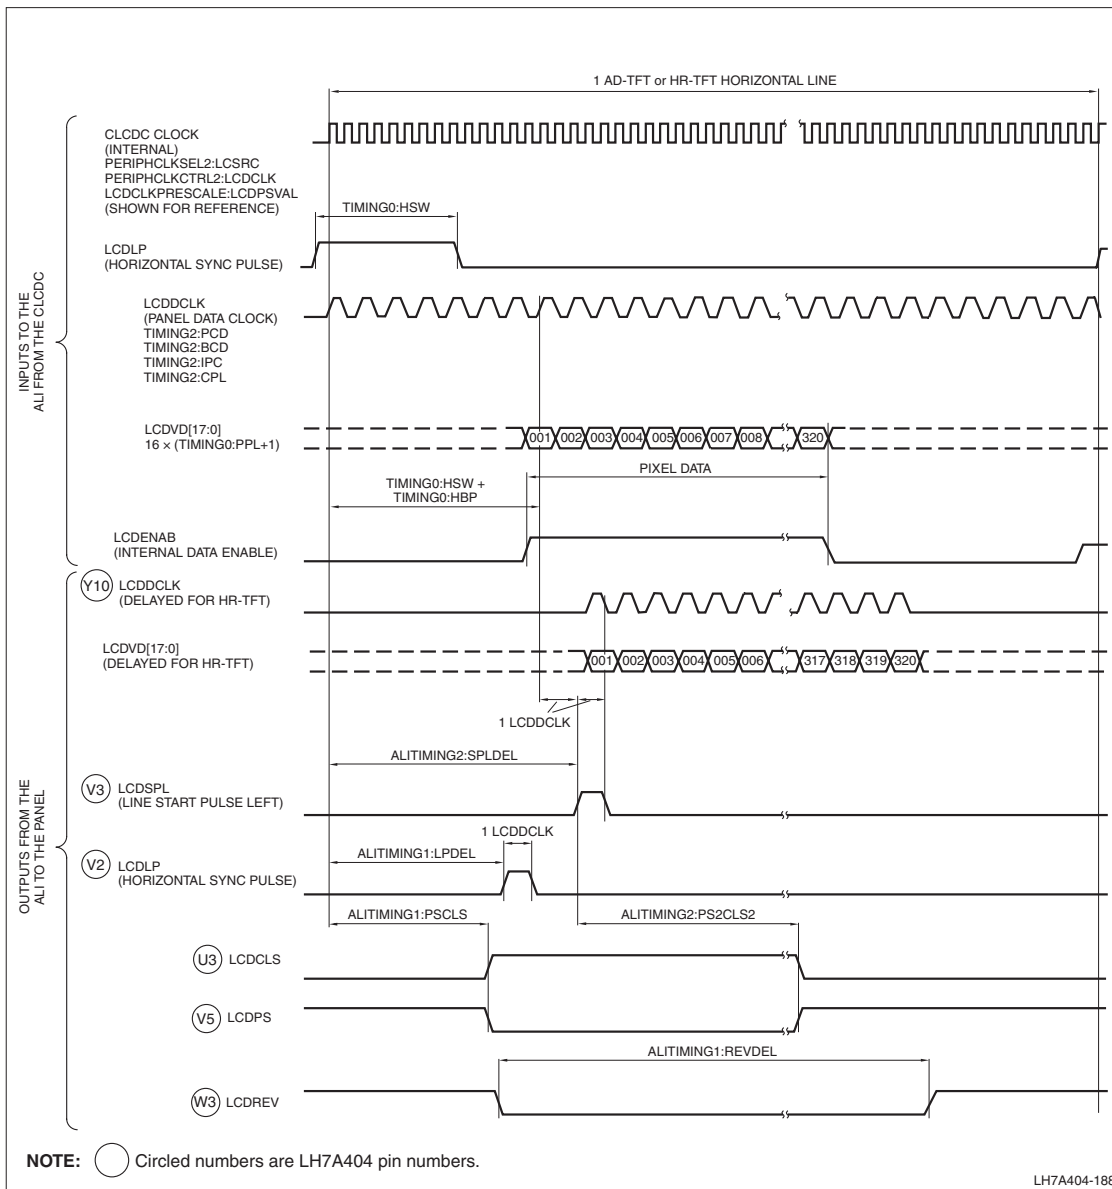 1 AD-TFT or HR-TFT HORIZONTAL LINE
CLCDC CLOCK
(INTERNAL)
PERIPHCLKSEL2:LCSRC
PERIPHCLKCTRL2:LCDCLK
LCDCLKPRESCALE:LCDPSVAL
(SHOWN FOR REFERENCE)
TIMING0:HSW
LCDLP
(HORIZONTAL SYNC PULSE)
INPUTS TO THE
ALI FROM THE CLCDC
LCDDCLK
(PANEL DATA CLOCK)
TIMING2:PCD
TIMING2:BCD
TIMING2:IPC
TIMING2:CPL
LCDVD[17:0]
16 × (TIMING0:PPL+1)
001 002 003 004 005 006 007 008 320
PIXEL DATA
TIMING0:HSW +
TIMING0:HBP
LCDENAB
(INTERNAL DATA ENABLE)
Y10 LCDDCLK
(DELAYED FOR HR-TFT)
LCDVD[17:0]
(DELAYED FOR HR-TFT)
001 002 003 004 005 006 317 318 319 320
1 LCDDCLK
ALITIMING2:SPLDEL
OUTPUTS FROM THE
ALI TO THE PANEL
V3 LCDSPL
(LINE START PULSE LEFT)
1 LCDDCLK
ALITIMING1:LPDEL
V2 LCDLP
(HORIZONTAL SYNC PULSE)
ALITIMING1:PSCLS
ALITIMING2:PS2CLS2
U3 LCDCLS
V5 LCDPS
ALITIMING1:REVDEL
W3 LCDREV
NOTE: Circled numbers are LH7A404 pin numbers.
LH7A404-188